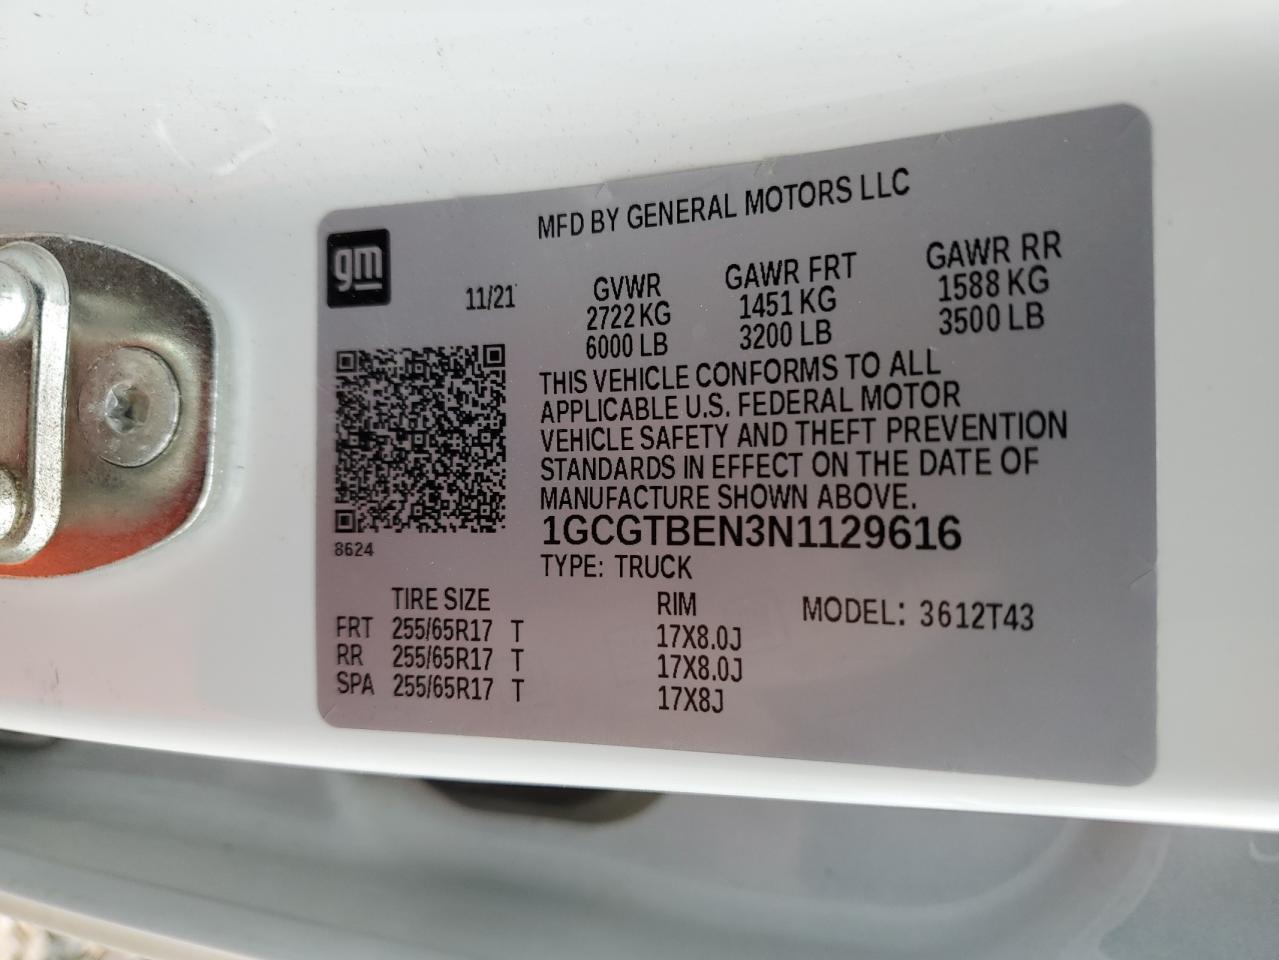 MFD BY GENERAL MOTORS LLC
gm
11/21
GVWR GAWR FRT GAWR RR
2722 KG 1451 KG 1588 KG
6000 LB 3200 LB 3500 LB
THIS VEHICLE CONFORMS TO ALL
APPLICABLE U.S. FEDERAL MOTOR
VEHICLE SAFETY AND THEFT PREVENTION
STANDARDS IN EFFECT ON THE DATE OF
MANUFACTURE SHOWN ABOVE.
1GCGTBEN3N1129616
8624
TYPE: TRUCK
TIRE SIZE RIM MODEL: 3612T43
FRT 255/65R17 T 17X8.0J
RR 255/65R17 T 17X8.0J
SPA 255/65R17 T 17X8J